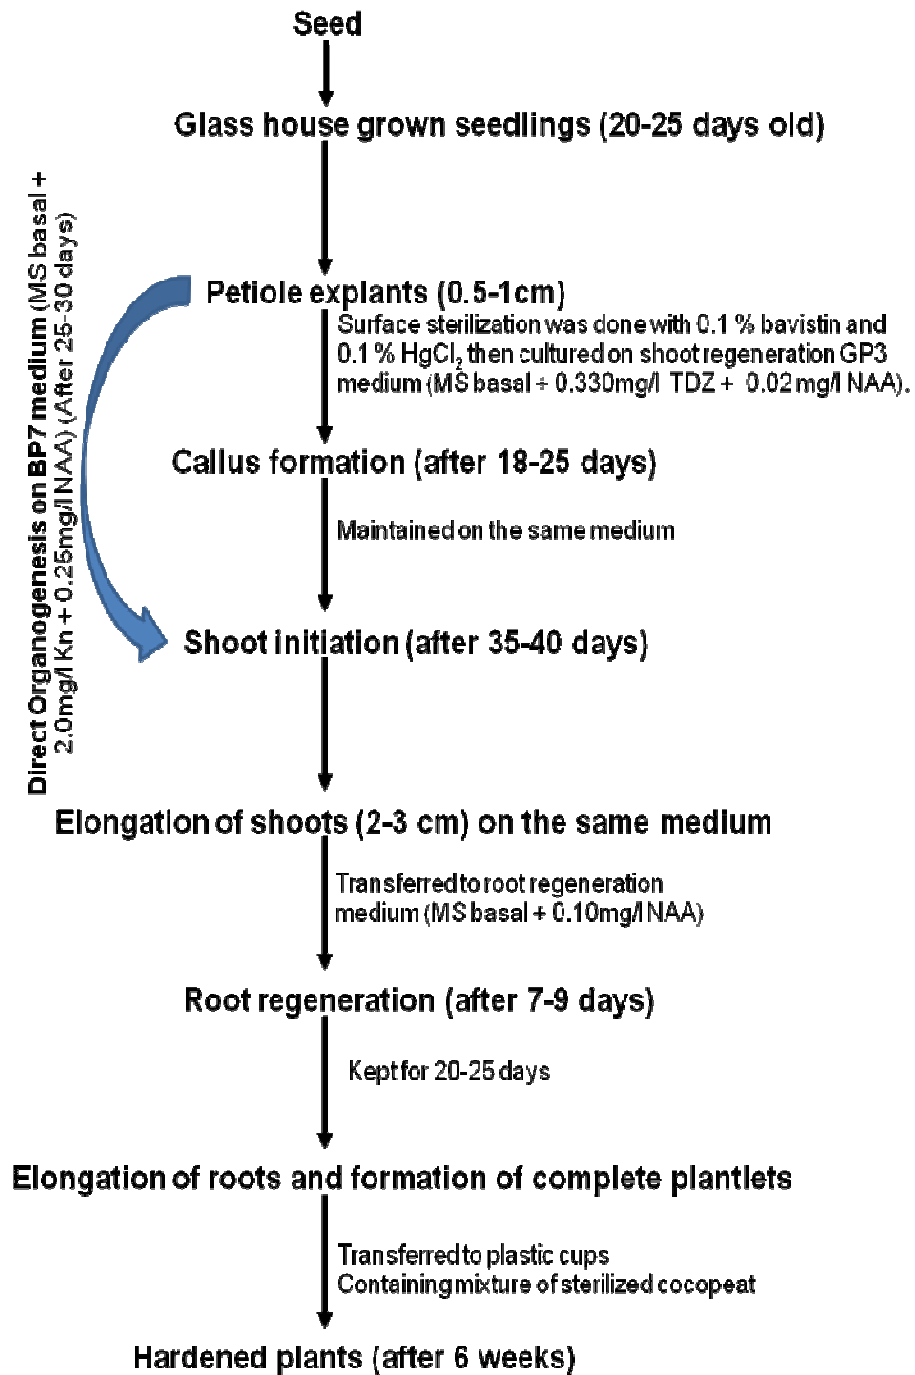 Seed
Glass house grown seedlings (20-25 days old)
Direct Organogenesis on BP7 medium (MS basal +
2.0mg/l Kn + 0.25mg/l NAA) (After 25-30 days)
Petiole explants (0.5-1cm)
Surface sterilization was done with 0.1 % bavistin and
0.1 % HgCl₂ then cultured on shoot regeneration GP3
medium (MS basal + 0.330mg/l TDZ + 0.02 mg/l NAA).
Callus formation (after 18-25 days)
Maintained on the same medium
Shoot initiation (after 35-40 days)
Elongation of shoots (2-3 cm) on the same medium
Transferred to root regeneration
medium (MS basal + 0.10mg/l NAA)
Root regeneration (after 7-9 days)
Kept for 20-25 days
Elongation of roots and formation of complete plantlets
Transferred to plastic cups
Containing mixture of sterilized cocopeat
Hardened plants (after 6 weeks)